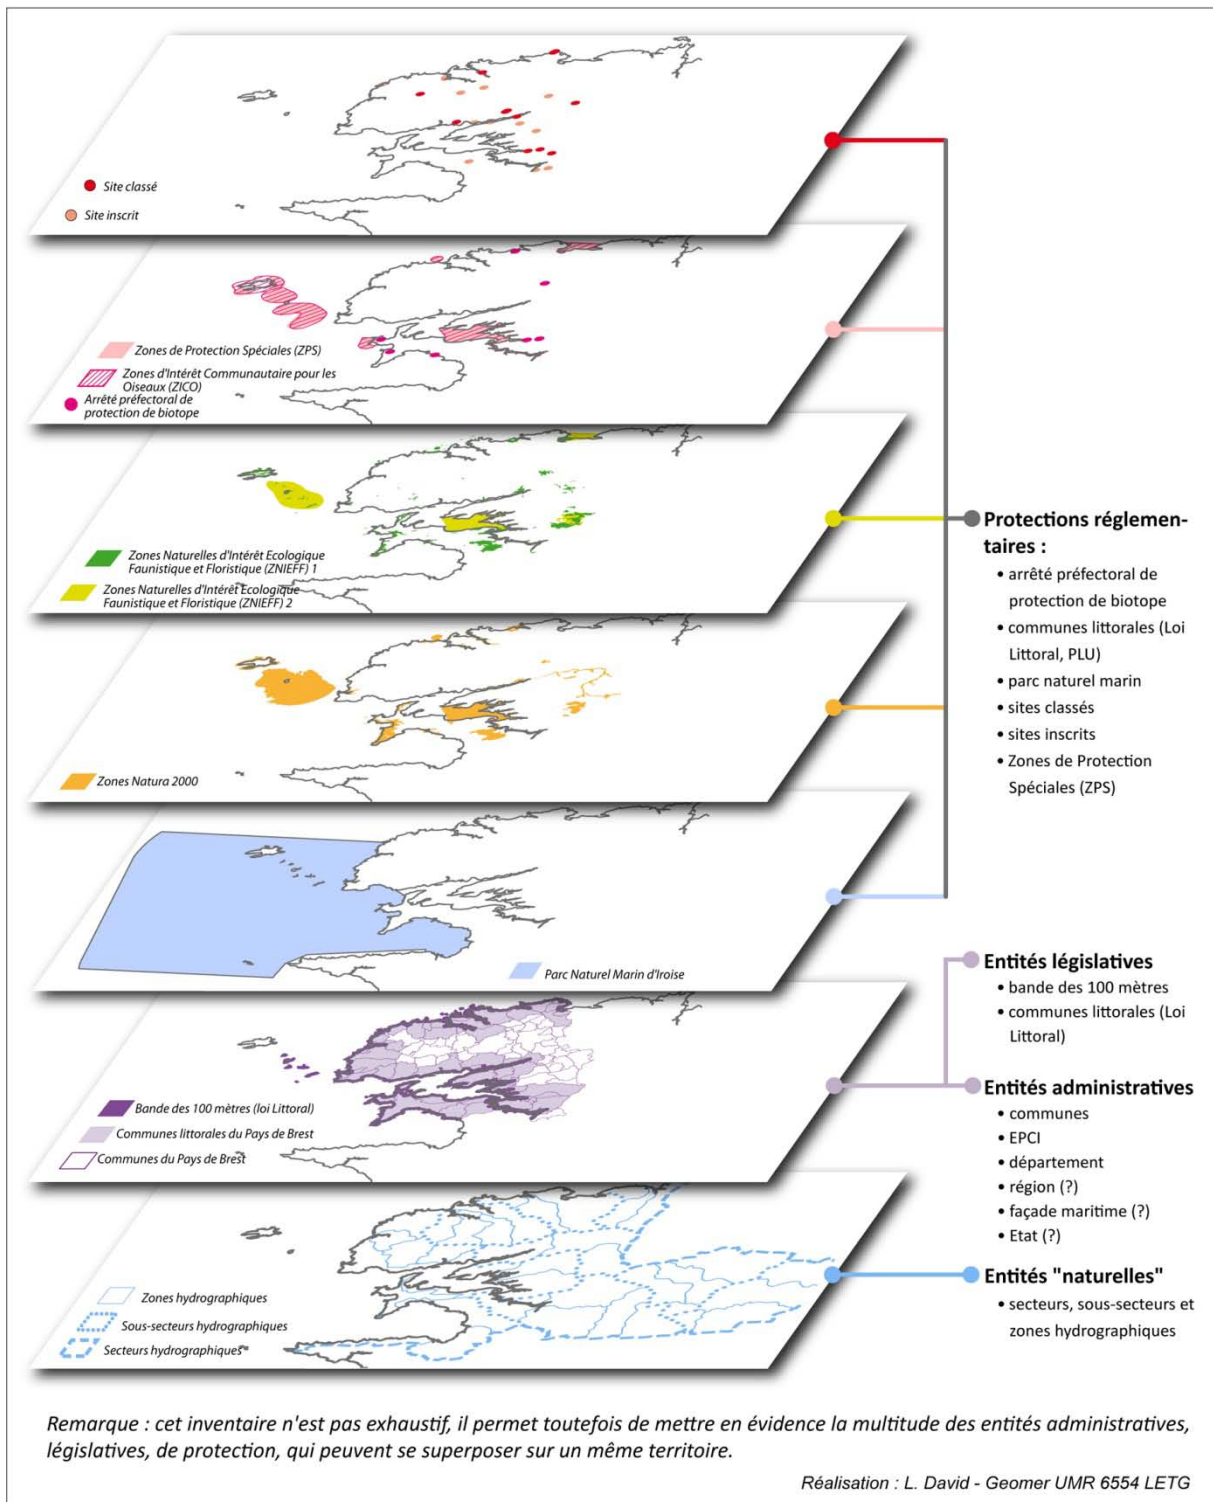 Site classé
Site inscrit
Zones de Protection Spéciales (ZPS)
Zones d'Intérêt Communautaire pour les
Oiseaux (ZICO)
Arrêté préfectoral de
protection de biotope
Zones Naturelles d'Intérêt Ecologique
Faunistique et Floristique (ZNIEFF) 1
Zones Naturelles d'Intérêt Ecologique
Faunistique et Floristique (ZNIEFF) 2
Zones Natura 2000
Parc Naturel Marin d'Iroise
Bande des 100 mètres (loi Littoral)
Communes littorales du Pays de Brest
Communes du Pays de Brest
Zones hydrographiques
Sous-secteurs hydrographiques
Secteurs hydrographiques
Protections réglemen-
taires :
• arrêté préfectoral de
protection de biotope
• communes littorales (Loi
Littoral, PLU)
• parc naturel marin
• sites classés
• sites inscrits
• Zones de Protection
Spéciales (ZPS)
Entités législatives
• bande des 100 mètres
• communes littorales (Loi
Littoral)
Entités administratives
• communes
• EPCI
• département
• région (?)
• façade maritime (?)
• Etat (?)
Entités "naturelles"
• secteurs, sous-secteurs et
zones hydrographiques
Remarque : cet inventaire n'est pas exhaustif, il permet toutefois de mettre en évidence la multitude des entités administratives,
législatives, de protection, qui peuvent se superposer sur un même territoire.
Réalisation : L. David - Geomer UMR 6554 LETG